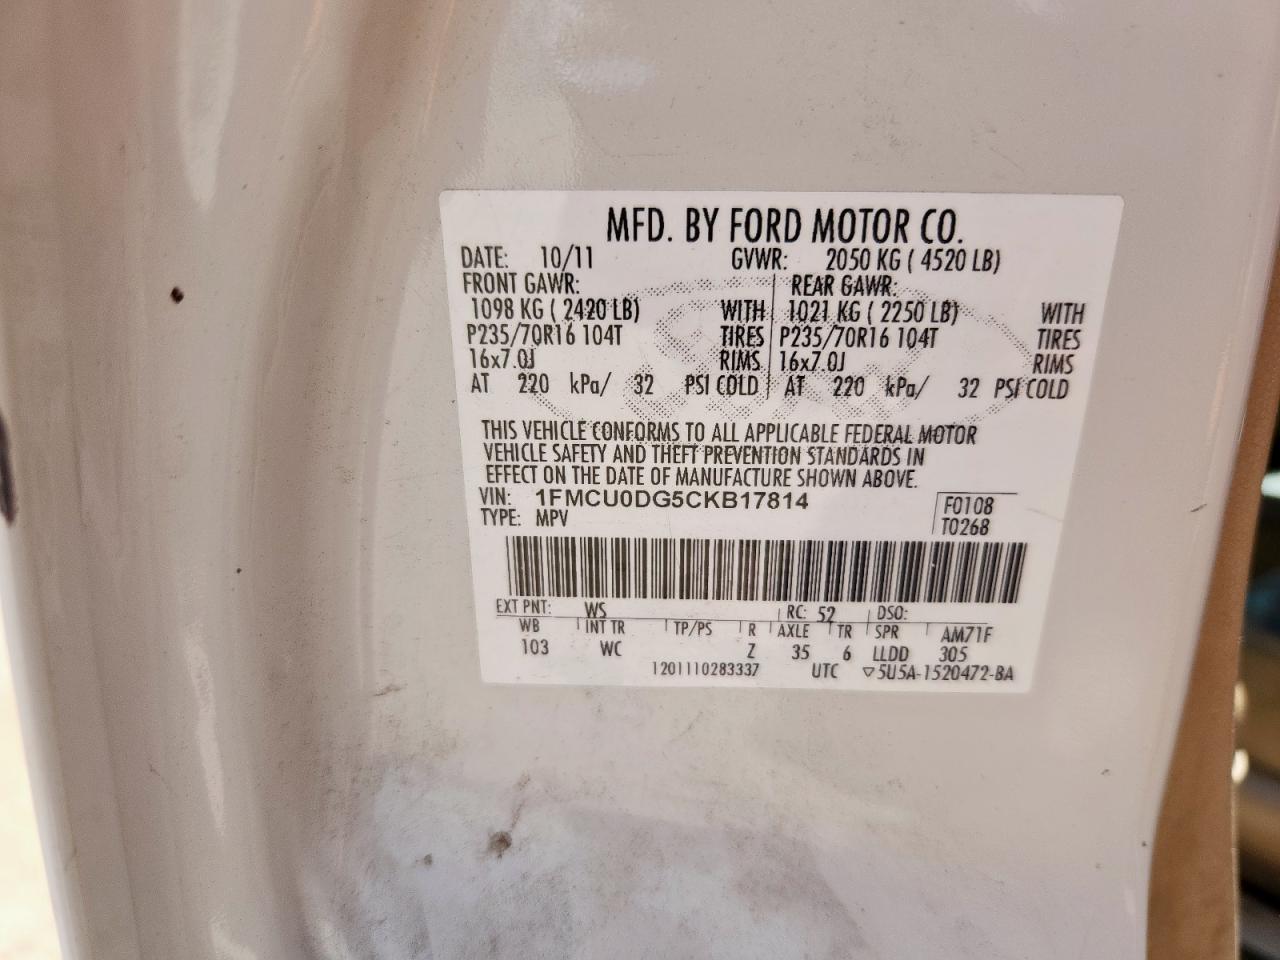 MFD. BY FORD MOTOR CO.
DATE: 10/11 GVWR: 2050 KG ( 4520 LB)
FRONT GAWR: REAR GAWR:
1098 KG ( 2420 LB) WITH 1021 KG ( 2250 LB) WITH
P235/70R16 104T TIRES P235/70R16 104T TIRES
16x7.0J RIMS 16x7.0J RIMS
AT 220 kPa/ 32 PSI COLD AT 220 kPa/ 32 PSI COLD
THIS VEHICLE CONFORMS TO ALL APPLICABLE FEDERAL MOTOR
VEHICLE SAFETY AND THEFT PREVENTION STANDARDS IN
EFFECT ON THE DATE OF MANUFACTURE SHOWN ABOVE.
VIN: 1FMCU0DG5CKB17814 F0108
TYPE: MPV T0268
EXT PNT: WS RC: 52 DSO:
WB INT TR TP/PS R AXLE TR SPR AM71F
103 WC Z 35 6 LLDD 305
1201110283337 UTC ▽5U5A-1520472-BA